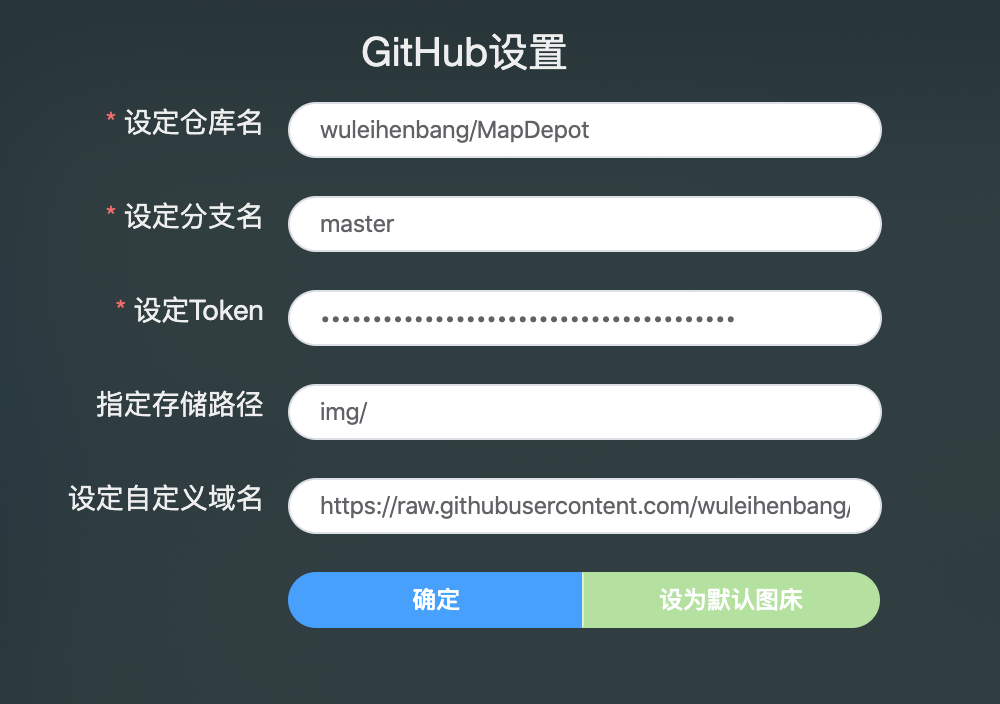 GitHub设置
* 设定仓库名
wuleihenbang/MapDepot
* 设定分支名
master
* 设定Token
••••••••••••••••••••••••••••••••••••••••
指定存储路径
img/
设定自定义域名
https://raw.githubusercontent.com/wuleihenbang/
确定
设为默认图床